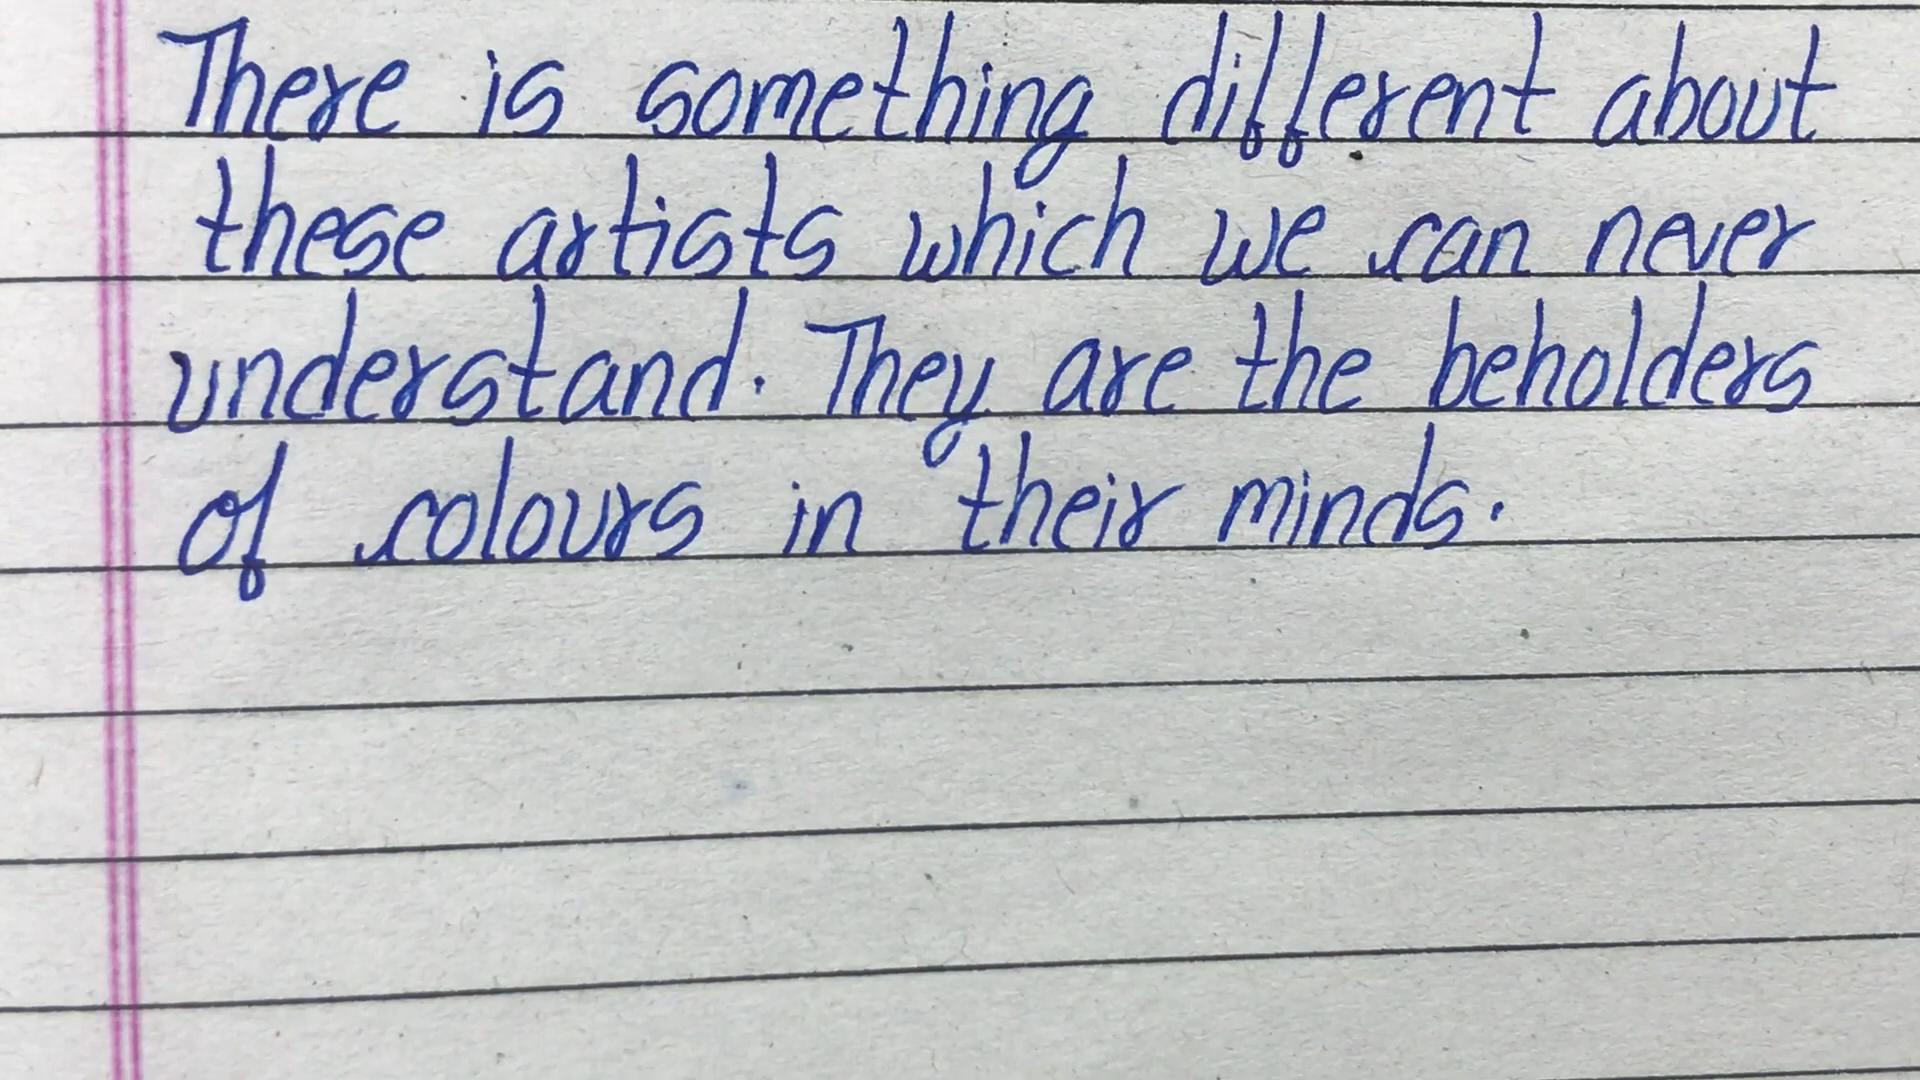 There is something different about
these artists which we can never
understand. They are the beholders
of colours in their minds.